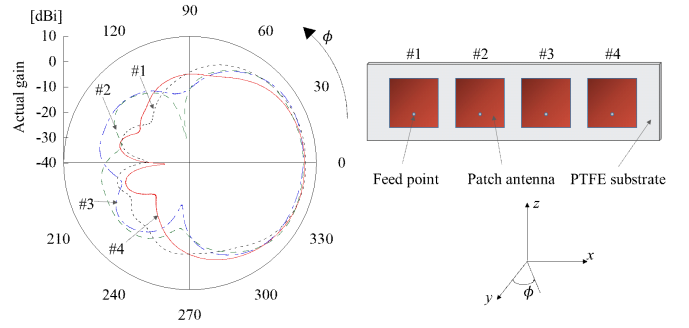 [dBi]
Actual gain
10
0
-10
-20
-30
-40
90
60
ϕ
30
0
330
300
270
240
210
120
#1
#2
#3
#4
#1 #2 #3 #4
Feed point Patch antenna PTFE substrate
z
x
y
ϕ